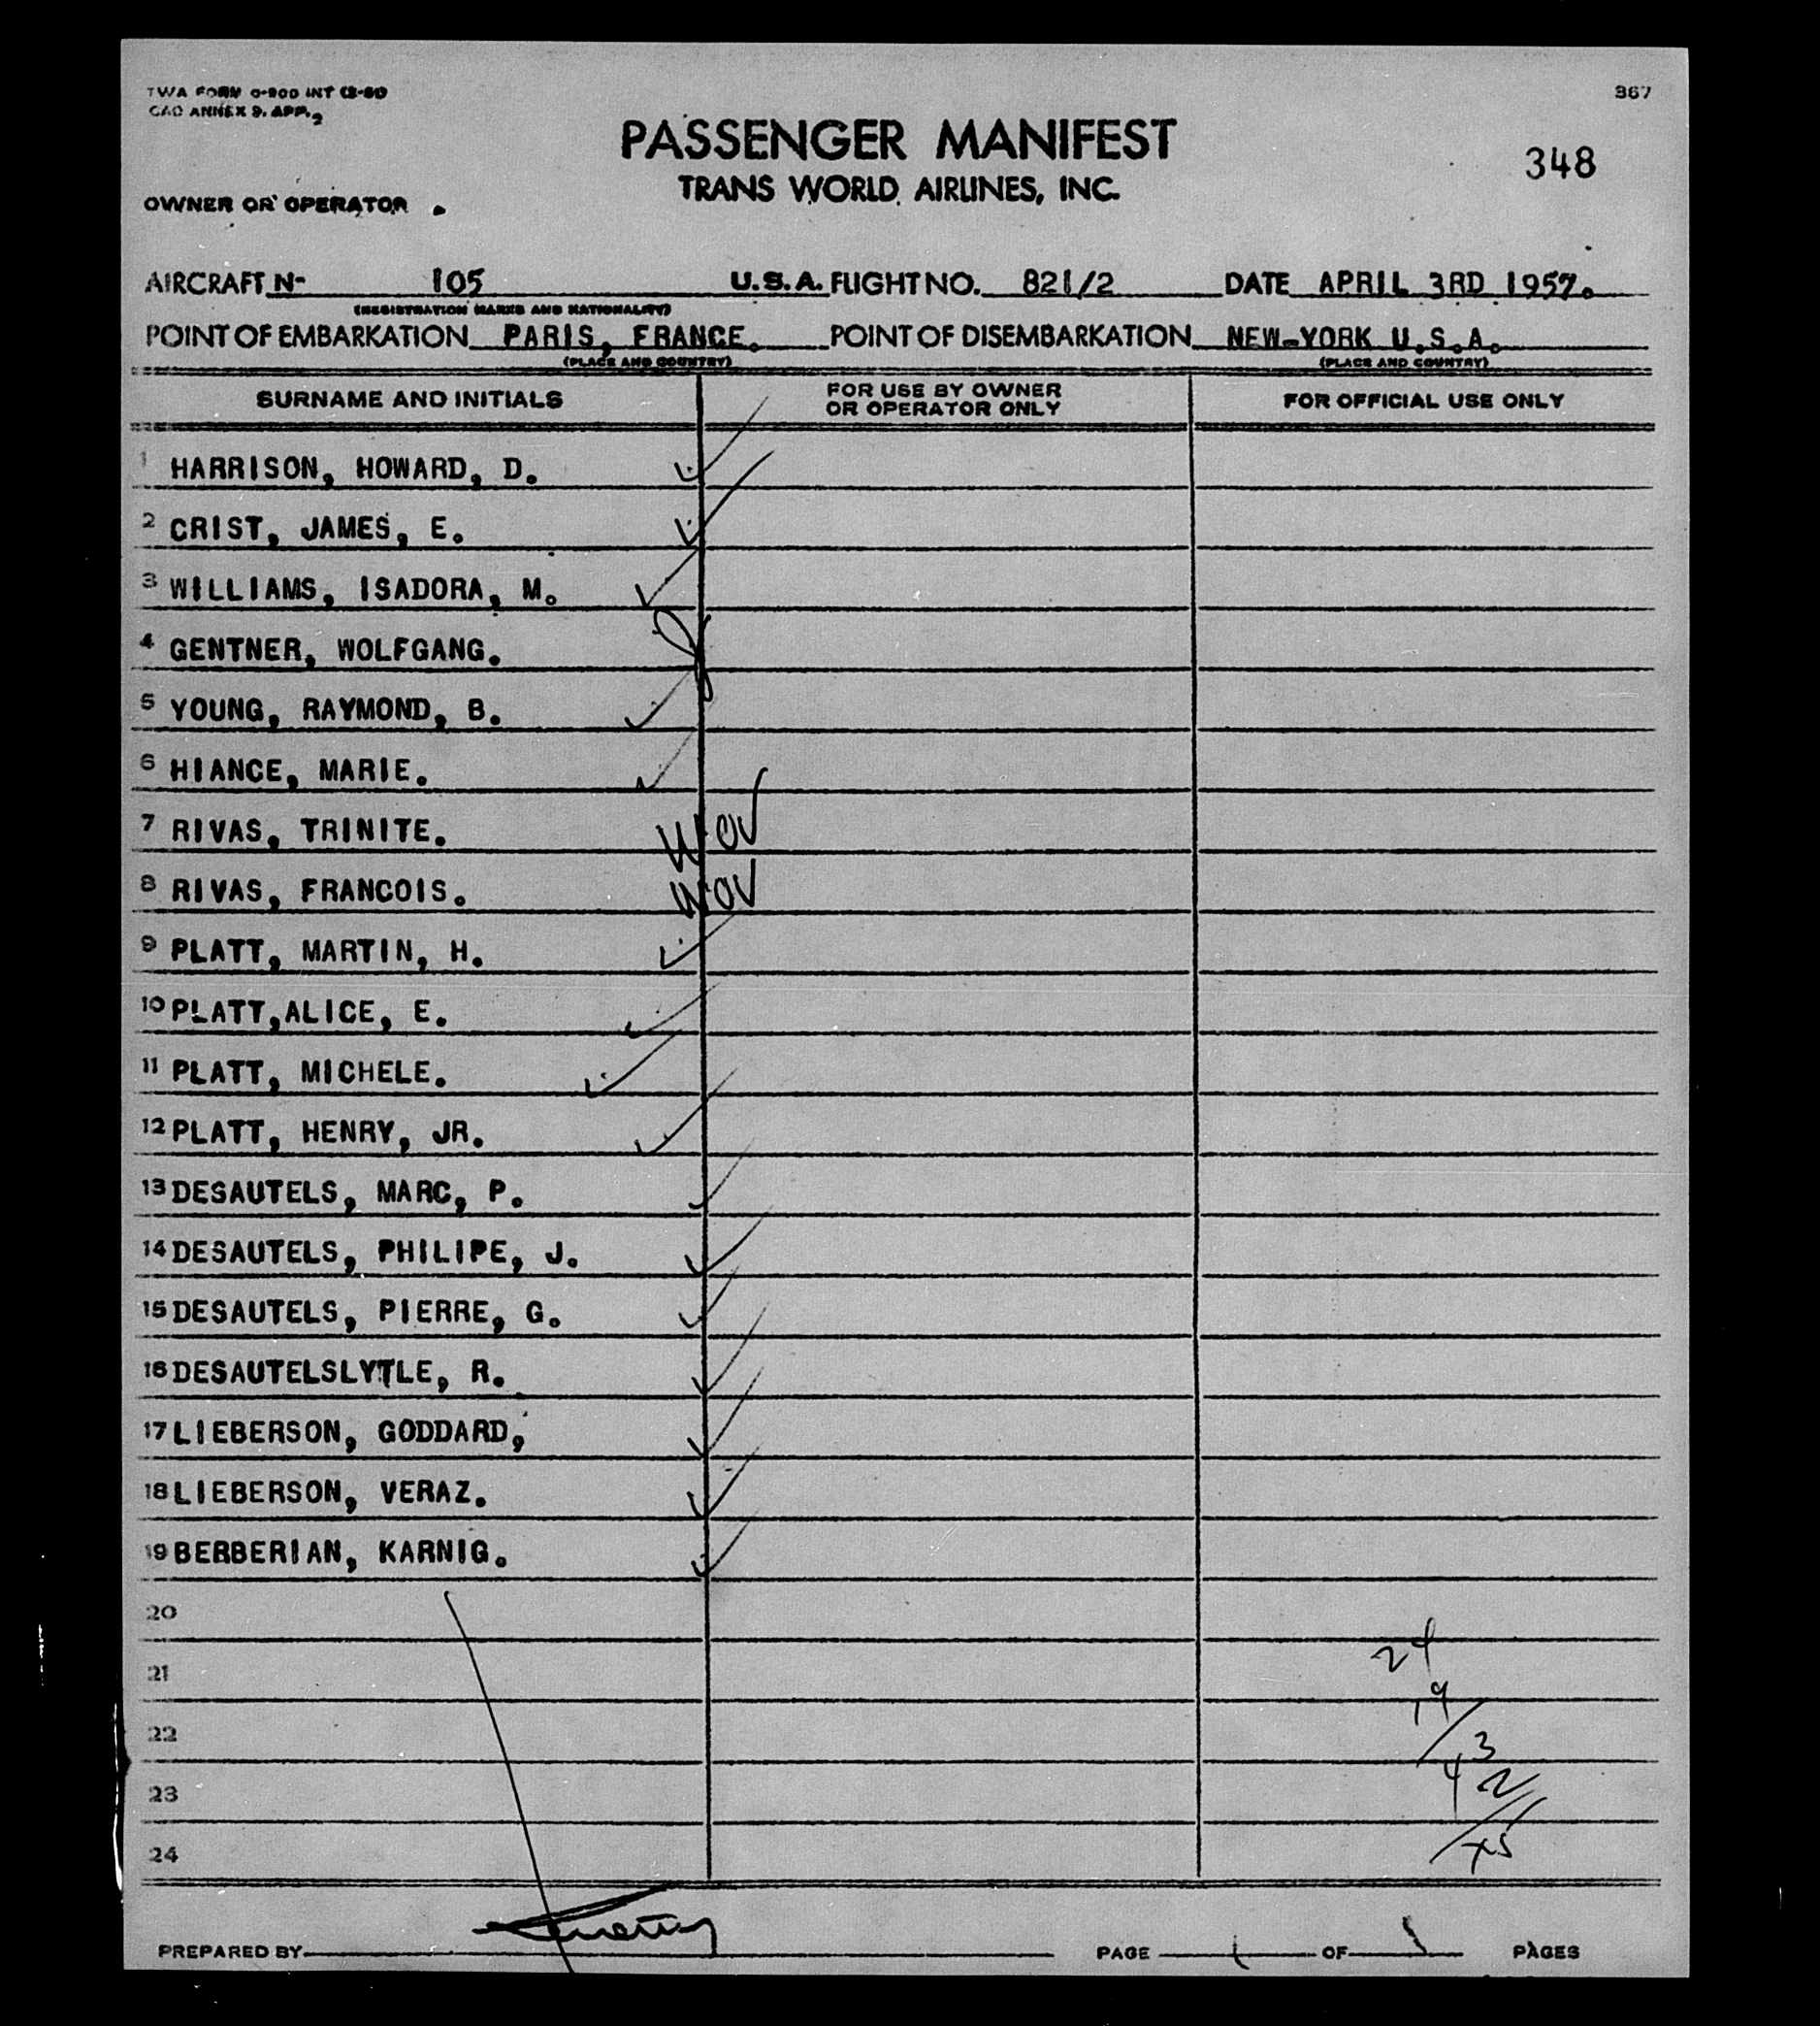 TWA FORM O-900 INT
CAO ANNEX 9. APP. 2
367
PASSENGER MANIFEST
348
TRANS WORLD AIRLINES, INC.
OWNER OR OPERATOR
AIRCRAFT N- 105 U.S.A. FLIGHT NO. 821/2 DATE APRIL 3RD 1957.
(REGISTRATION MARKS AND NATIONALITY)
POINT OF EMBARKATION PARIS, FRANCE. POINT OF DISEMBARKATION NEW-YORK U.S.A.
(PLACE AND COUNTRY) (PLACE AND COUNTRY)
SURNAME AND INITIALS FOR USE BY OWNER OR OPERATOR ONLY FOR OFFICIAL USE ONLY
1 HARRISON, HOWARD, D.
2 CRIST, JAMES, E.
3 WILLIAMS, ISADORA, M.
4 GENTNER, WOLFGANG.
5 YOUNG, RAYMOND, B.
6 HIANCE, MARIE.
7 RIVAS, TRINITE.
8 RIVAS, FRANCOIS.
9 PLATT, MARTIN, H.
10 PLATT,ALICE, E.
11 PLATT, MICHELE.
12 PLATT, HENRY, JR.
13 DESAUTELS, MARC, P.
14 DESAUTELS, PHILIPE, J.
15 DESAUTELS, PIERRE, G.
16 DESAUTELSLYTLE, R.
17 LIEBERSON, GODDARD,
18 LIEBERSON, VERAZ.
19 BERBERIAN, KARNIG.
20
21 24
22 19
23 43
24 2
45
PREPARED BY PAGE 1 OF 1 PAGES